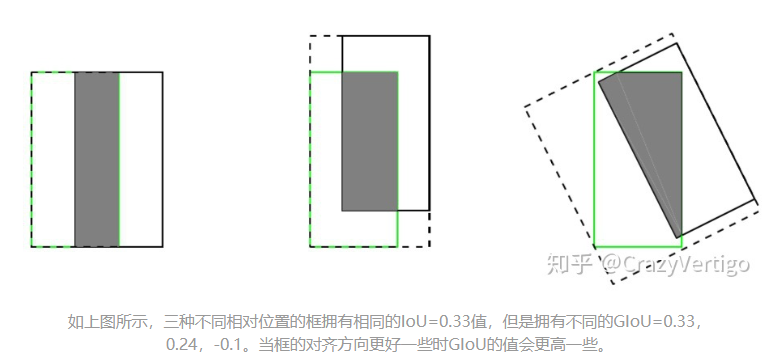 知乎 @CrazyVertigo
如上图所示，三种不同相对位置的框拥有相同的IoU=0.33值，但是拥有不同的GIoU=0.33，
0.24，-0.1。当框的对齐方向更好一些时GIoU的值会更高一些。